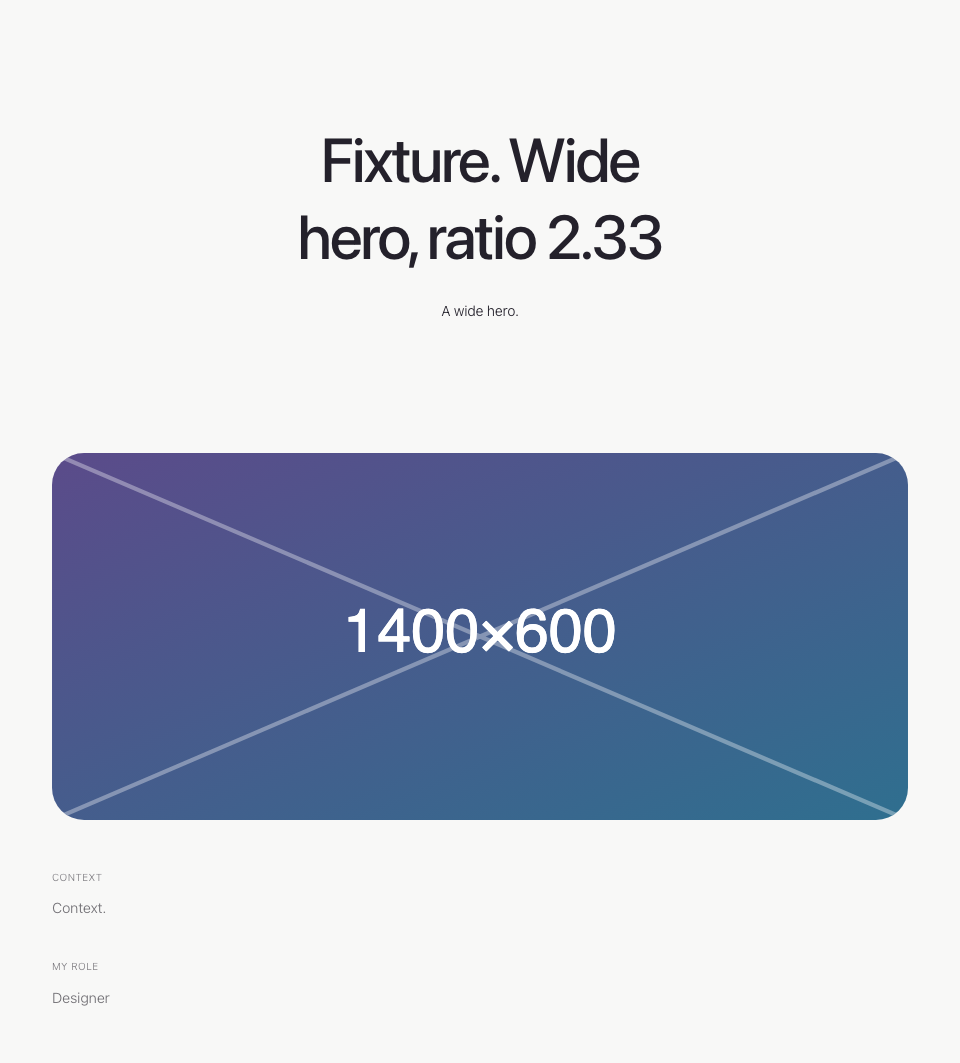 Fixture. Wide
hero, ratio 2.33
A wide hero.
1400×600
CONTEXT
Context.
MY ROLE
Designer